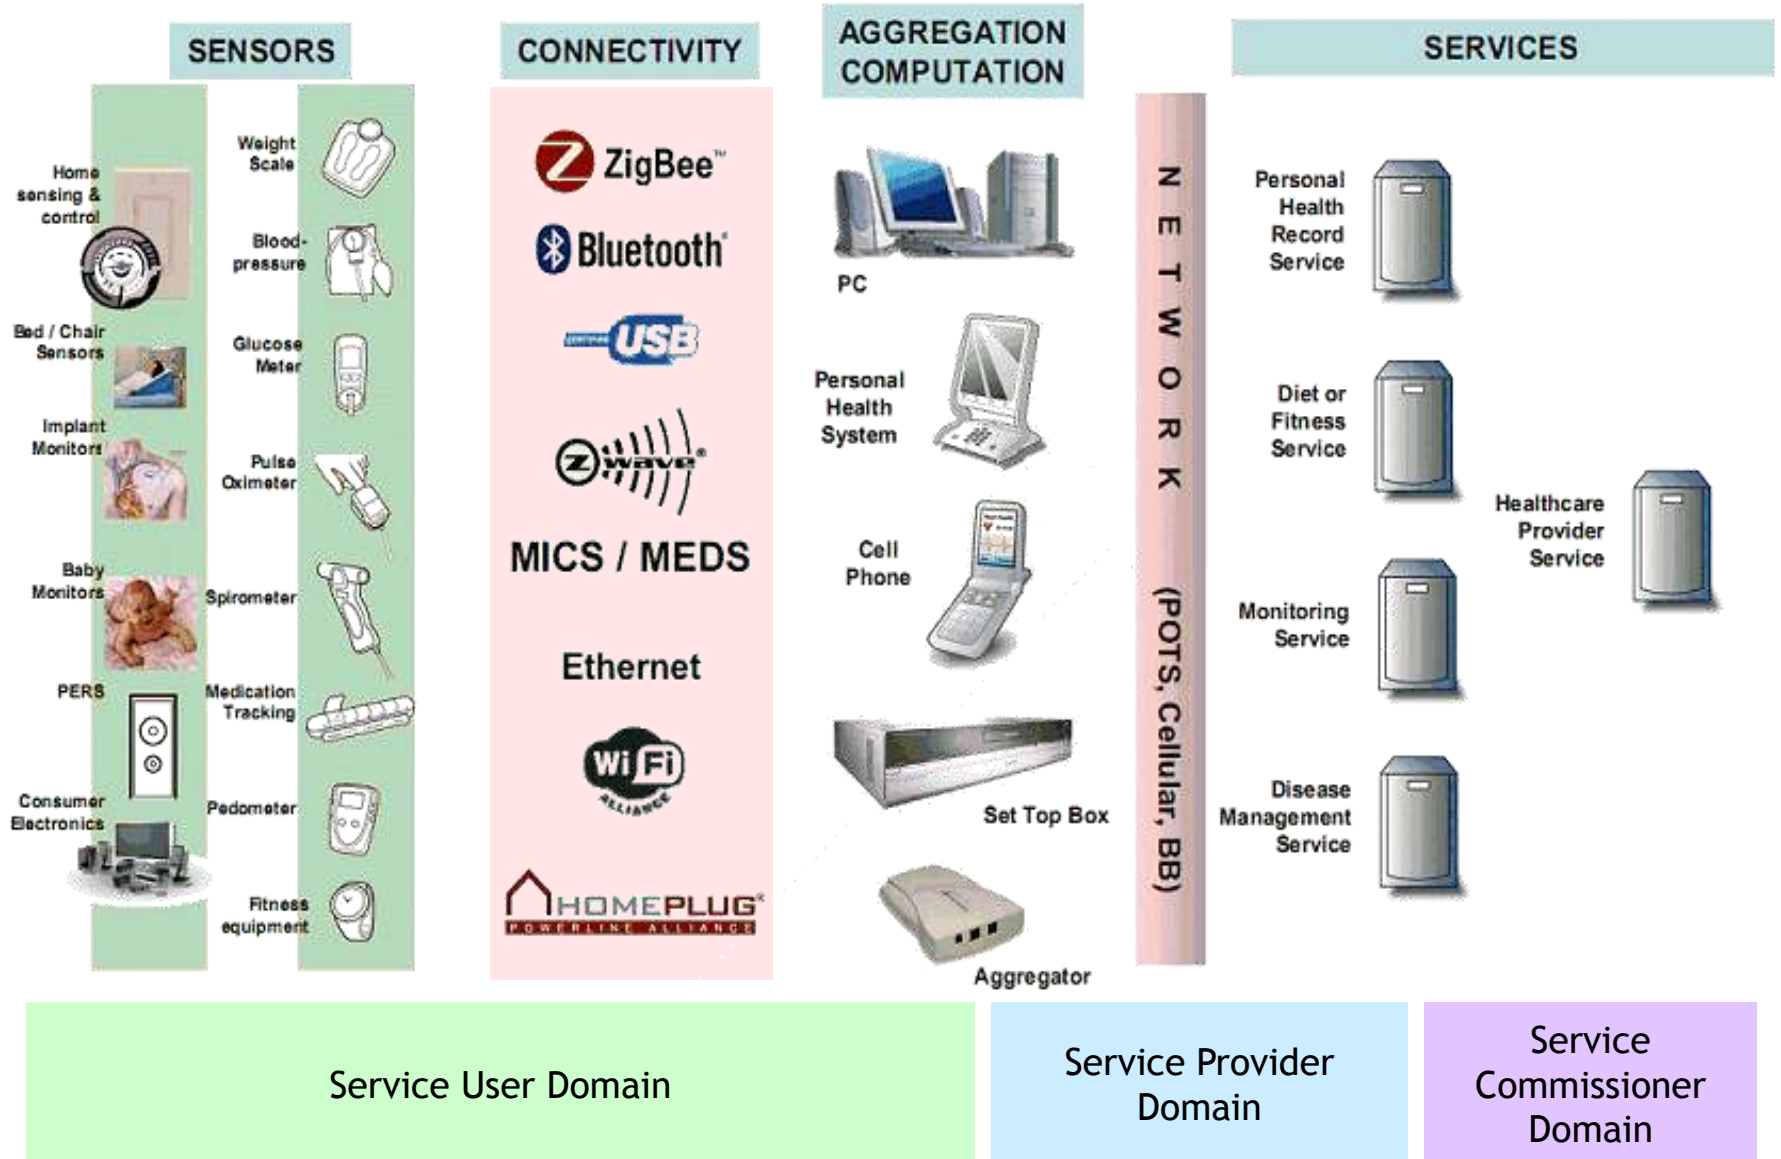 SENSORS
CONNECTIVITY
AGGREGATION
COMPUTATION
SERVICES
Home
sensing &
control
Bed / Chair
Sensors
Implant
Monitors
Baby
Monitors
PERS
Consumer
Electronics
Weight
Scale
Blood-
pressure
Glucose
Meter
Pulse
Oximeter
Spirometer
Medication
Tracking
Pedometer
Fitness
equipment
ZigBee™
Bluetooth®
CERTIFIED USB
Z wave®
MICS / MEDS
Ethernet
Wi Fi
ALLIANCE
HOMEPLUG®
POWERLINE ALLIANCE
PC
Personal
Health
System
Cell
Phone
Set Top Box
Aggregator
NETWORK (POTS, Cellular, BB)
Personal
Health
Record
Service
Diet or
Fitness
Service
Monitoring
Service
Disease
Management
Service
Healthcare
Provider
Service
Service User Domain
Service Provider
Domain
Service
Commissioner
Domain